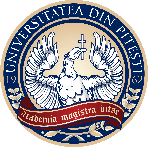 UNIVERSITATEA DIN PITEȘTI
Academia magistra vitae